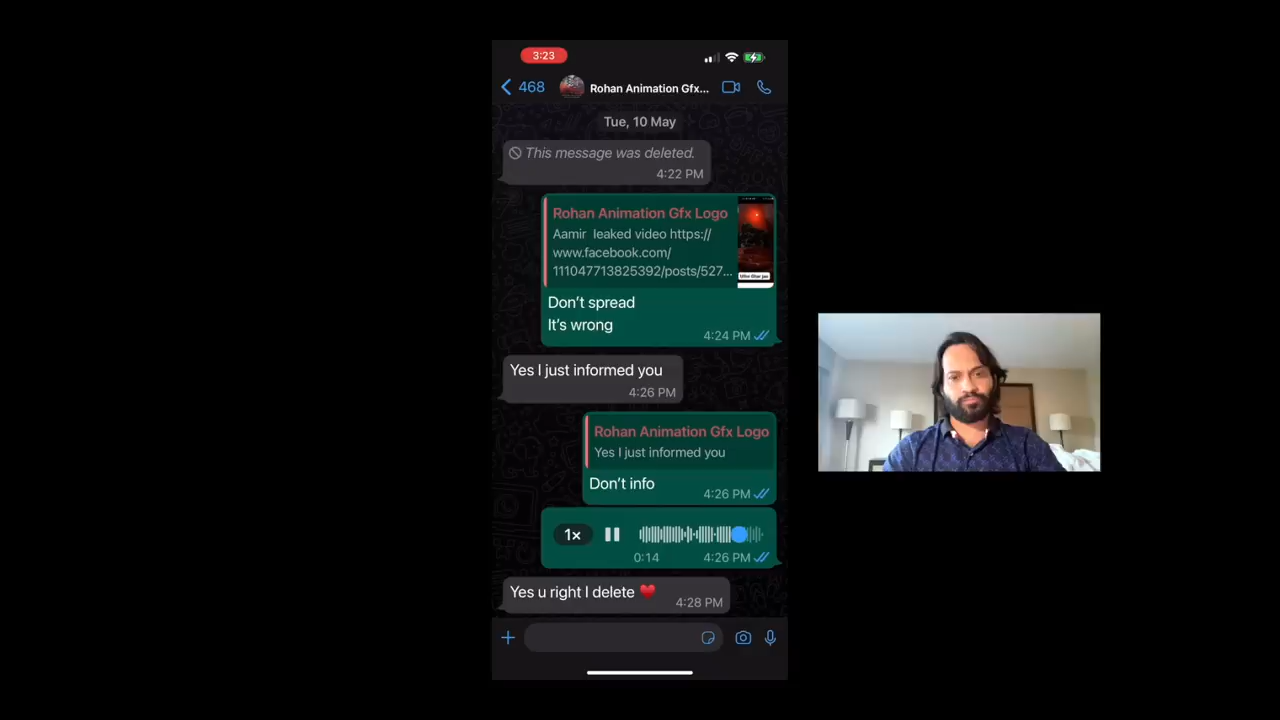 3:23
468
Rohan Animation Gfx...
Tue, 10 May
This message was deleted.
4:22 PM
Rohan Animation Gfx Logo
Aamir leaked video https://
www.facebook.com/
111047713825392/posts/527...
Don't spread
It's wrong
4:24 PM
Yes I just informed you
4:26 PM
Rohan Animation Gfx Logo
Yes I just informed you
Don't info
4:26 PM
1x
0:14
4:26 PM
Yes u right I delete ❤️
4:28 PM